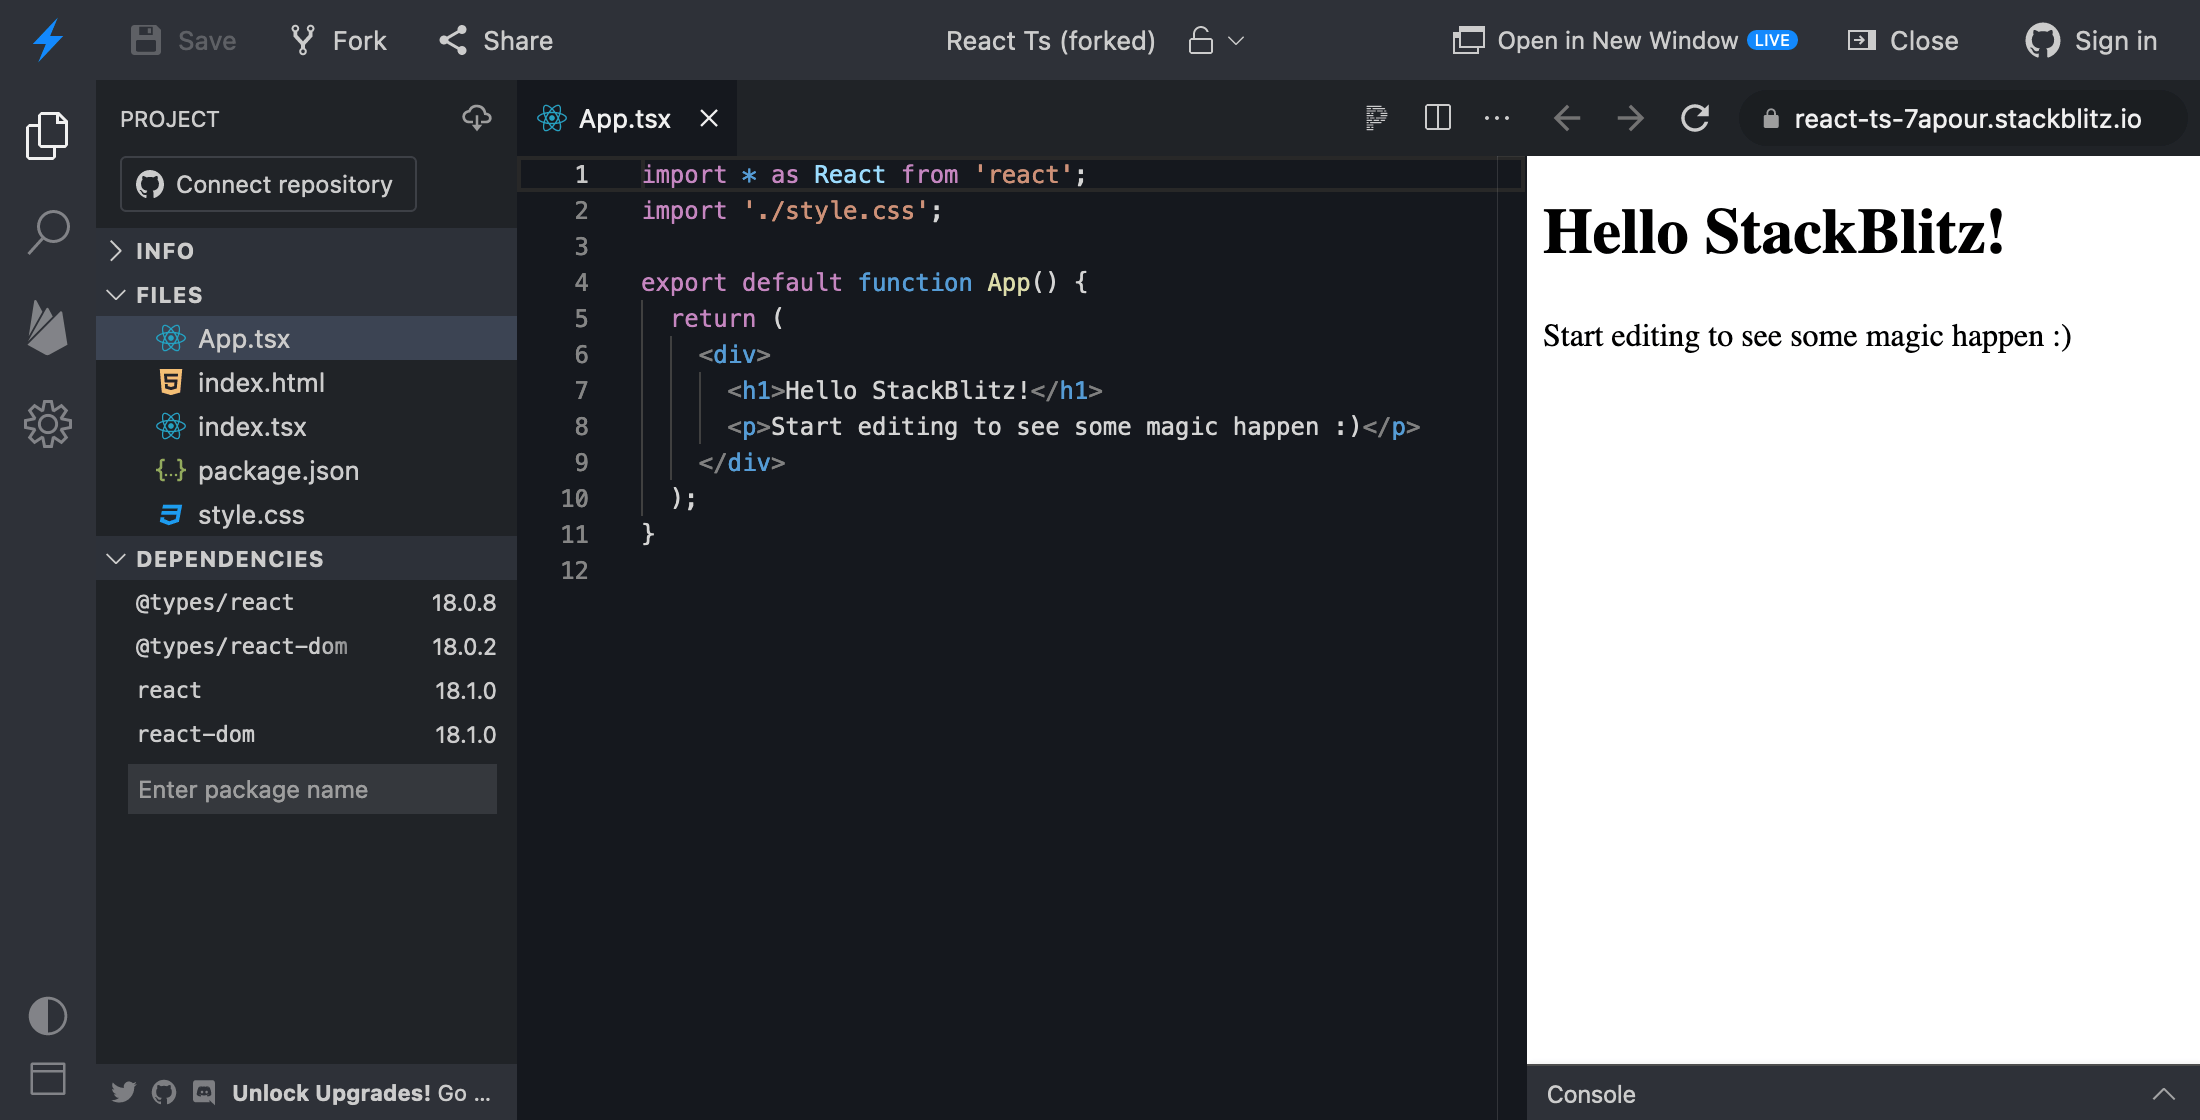 Save Fork Share React Ts (forked) Open in New Window LIVE Close Sign in
PROJECT
Connect repository
INFO
FILES
App.tsx
index.html
index.tsx
{...} package.json
style.css
DEPENDENCIES
@types/react 18.0.8
@types/react-dom 18.0.2
react 18.1.0
react-dom 18.1.0
Enter package name
Unlock Upgrades! Go ...
App.tsx
1 import * as React from 'react';
2 import './style.css';
3
4 export default function App() {
5 return (
6 <div>
7 <h1>Hello StackBlitz!</h1>
8 <p>Start editing to see some magic happen :)</p>
9 </div>
10 );
11 }
12
react-ts-7apour.stackblitz.io
Hello StackBlitz!
Start editing to see some magic happen :)
Console